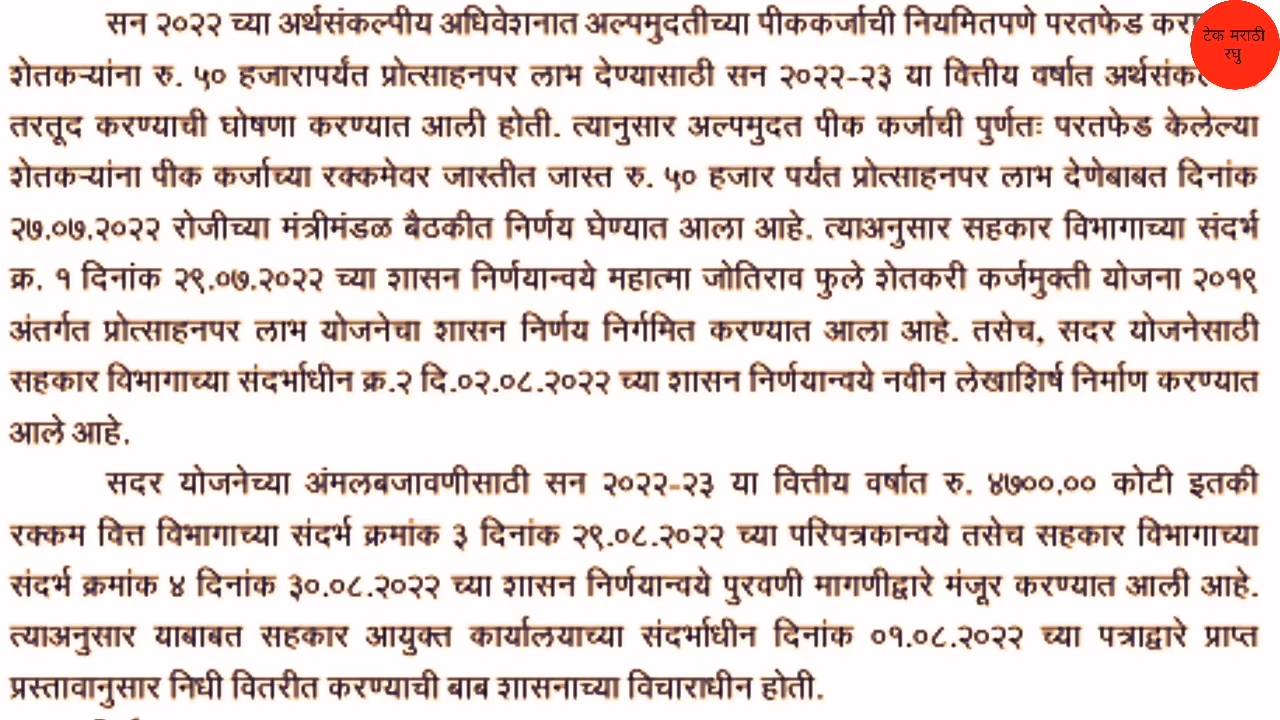 सन २०२२ च्या अर्थसंकल्पीय अधिवेशनात अल्पमुदतीच्या पीककर्जाची नियमितपणे परतफेड
शेतकऱ्यांना रु. ५० हजारापर्यंत प्रोत्साहनपर लाभ देण्यासाठी सन २०२२-२३ या वित्तीय वर्षात
तरतूद करण्याची घोषणा करण्यात आली होती. त्यानुसार अल्पमुदत पीक कर्जाची पुर्णतः परतफेड केलेल्या
शेतकऱ्यांना पीक कर्जाच्या रक्कमेवर जास्तीत जास्त रु. ५० हजार पर्यंत प्रोत्साहनपर लाभ देणेबाबत दिनांक
२७.०७.२०२२ रोजीच्या मंत्रीमंडळ बैठकीत निर्णय घेण्यात आला आहे. त्याअनुसार सहकार विभागाच्या संदर्भ
क्र. १ दिनांक २९.०७.२०२२ च्या शासन निर्णयान्वये महात्मा जोतिराव फुले शेतकरी कर्जमुक्ती योजना २०१९
अंतर्गत प्रोत्साहनपर लाभ योजनेचा शासन निर्णय निर्गमित करण्यात आला आहे. तसेच, सदर योजनेसाठी
सहकार विभागाच्या संदर्भाधीन क्र.२ दि.०२.०८.२०२२ च्या शासन निर्णयान्वये नवीन लेखाशिर्ष निर्माण करण्यात
आले आहे.
सदर योजनेच्या अंमलबजावणीसाठी सन २०२२-२३ या वित्तीय वर्षात रु. ४७००.०० कोटी इतकी
रक्कम वित्त विभागाच्या संदर्भ क्रमांक ३ दिनांक २९.०८.२०२२ च्या परिपत्रकान्वये तसेच सहकार विभागाच्या
संदर्भ क्रमांक ४ दिनांक ३०.०८.२०२२ च्या शासन निर्णयान्वये पुरवणी मागणीद्वारे मंजूर करण्यात आली आहे.
त्याअनुसार याबाबत सहकार आयुक्त कार्यालयाच्या संदर्भाधीन दिनांक ०१.०८.२०२२ च्या पत्राद्वारे प्राप्त
प्रस्तावानुसार निधी वितरीत करण्याची बाब शासनाच्या विचाराधीन होती.
टेक मराठी
रघु